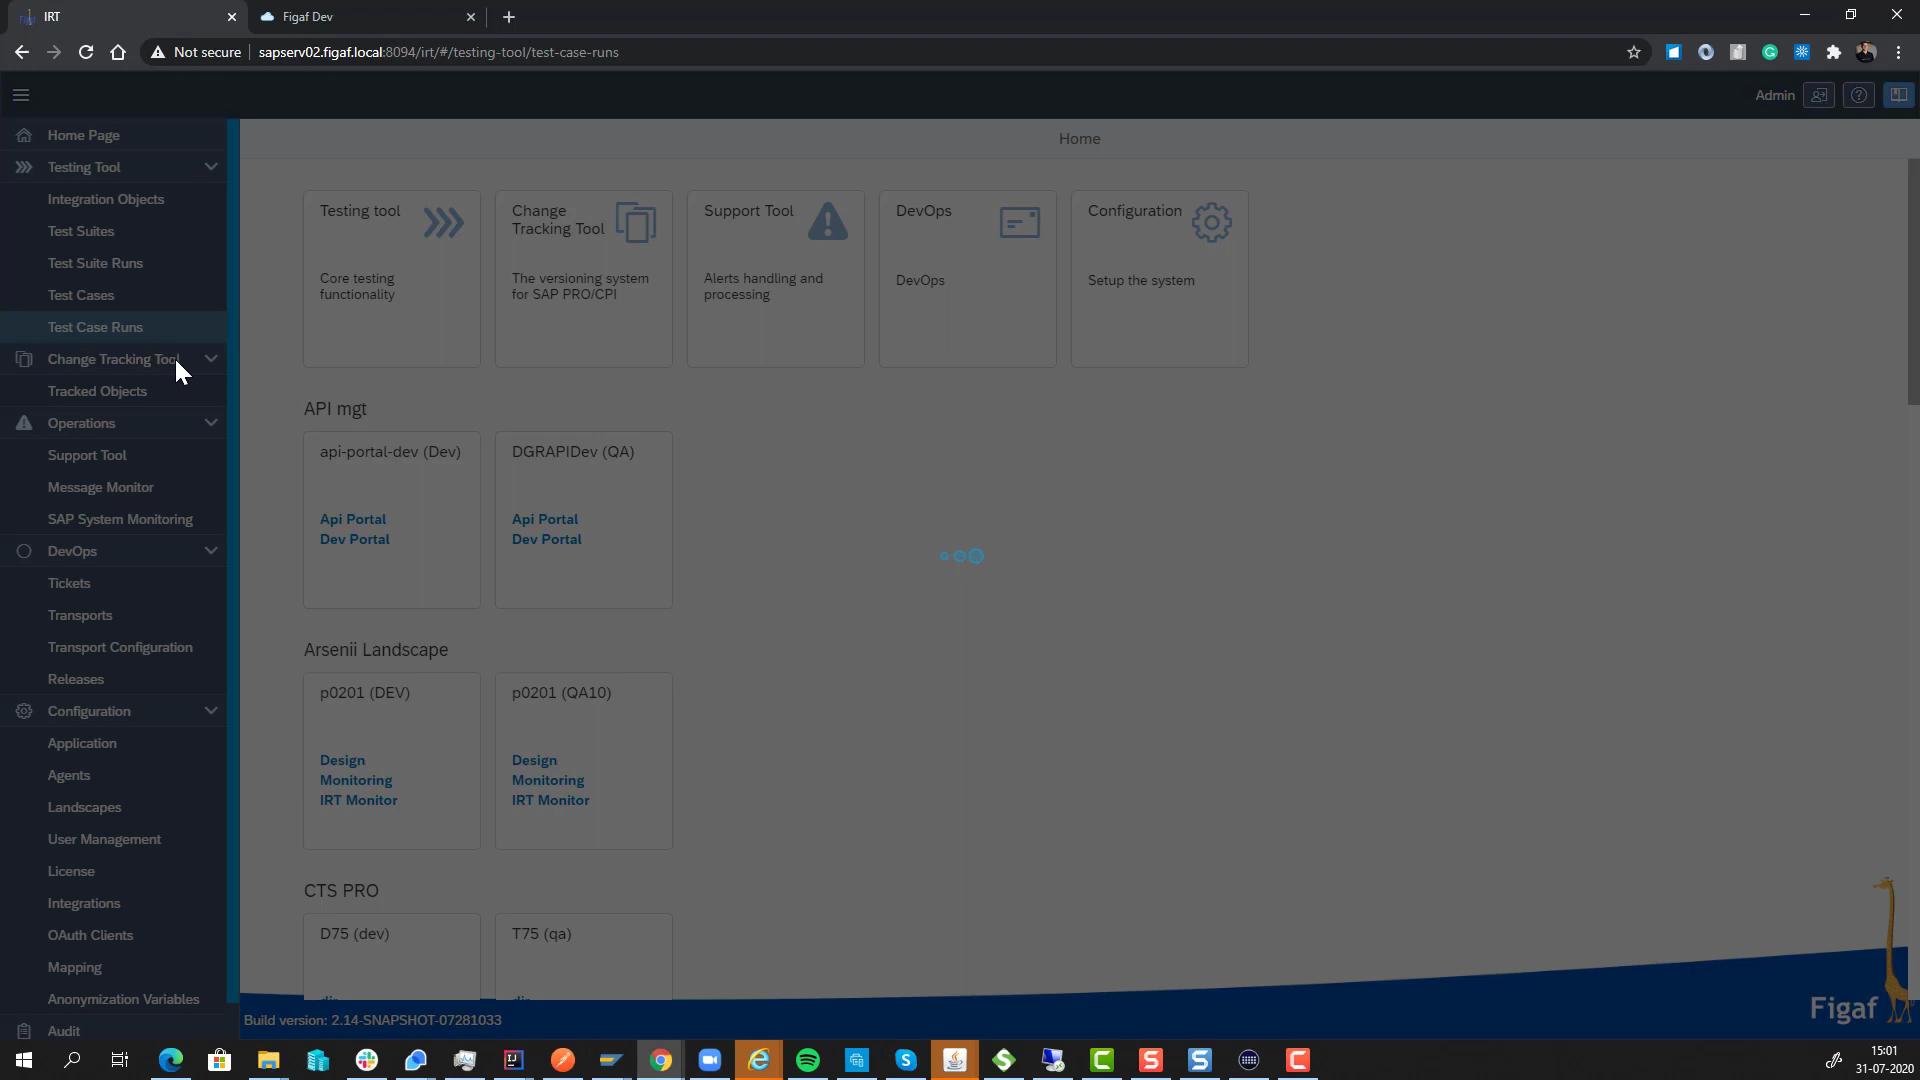 IRT
Figaf Dev
Not secure
sapserv02.figaf.local:8094/irt/#/testing-tool/test-case-runs
Admin
Home Page
Testing Tool
Integration Objects
Test Suites
Test Suite Runs
Test Cases
Test Case Runs
Change Tracking Tool
Tracked Objects
Operations
Support Tool
Message Monitor
SAP System Monitoring
DevOps
Tickets
Transports
Transport Configuration
Releases
Configuration
Application
Agents
Landscapes
User Management
License
Integrations
OAuth Clients
Mapping
Anonymization Variables
Audit
Home
Testing tool
Core testing
functionality
Change
Tracking Tool
The versioning system
for SAP PRO/CPI
Support Tool
Alerts handling and
processing
DevOps
DevOps
Configuration
Setup the system
API mgt
api-portal-dev (Dev)
Api Portal
Dev Portal
DGRAPIDev (QA)
Api Portal
Dev Portal
Arsenii Landscape
p0201 (DEV)
Design
Monitoring
IRT Monitor
p0201 (QA10)
Design
Monitoring
IRT Monitor
CTS PRO
D75 (dev)
T75 (qa)
Figaf
Build version: 2.14-SNAPSHOT-07281033
15:01
31-07-2020